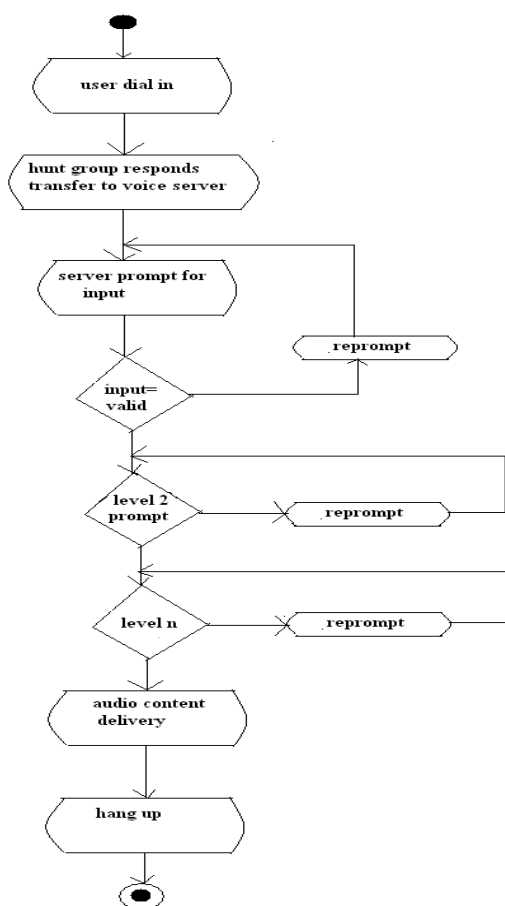 user dial in
hunt group responds
transfer to voice server
server prompt for
input
reprompt
input=
valid
level 2
prompt
reprompt
level n
reprompt
audio content
delivery
hang up